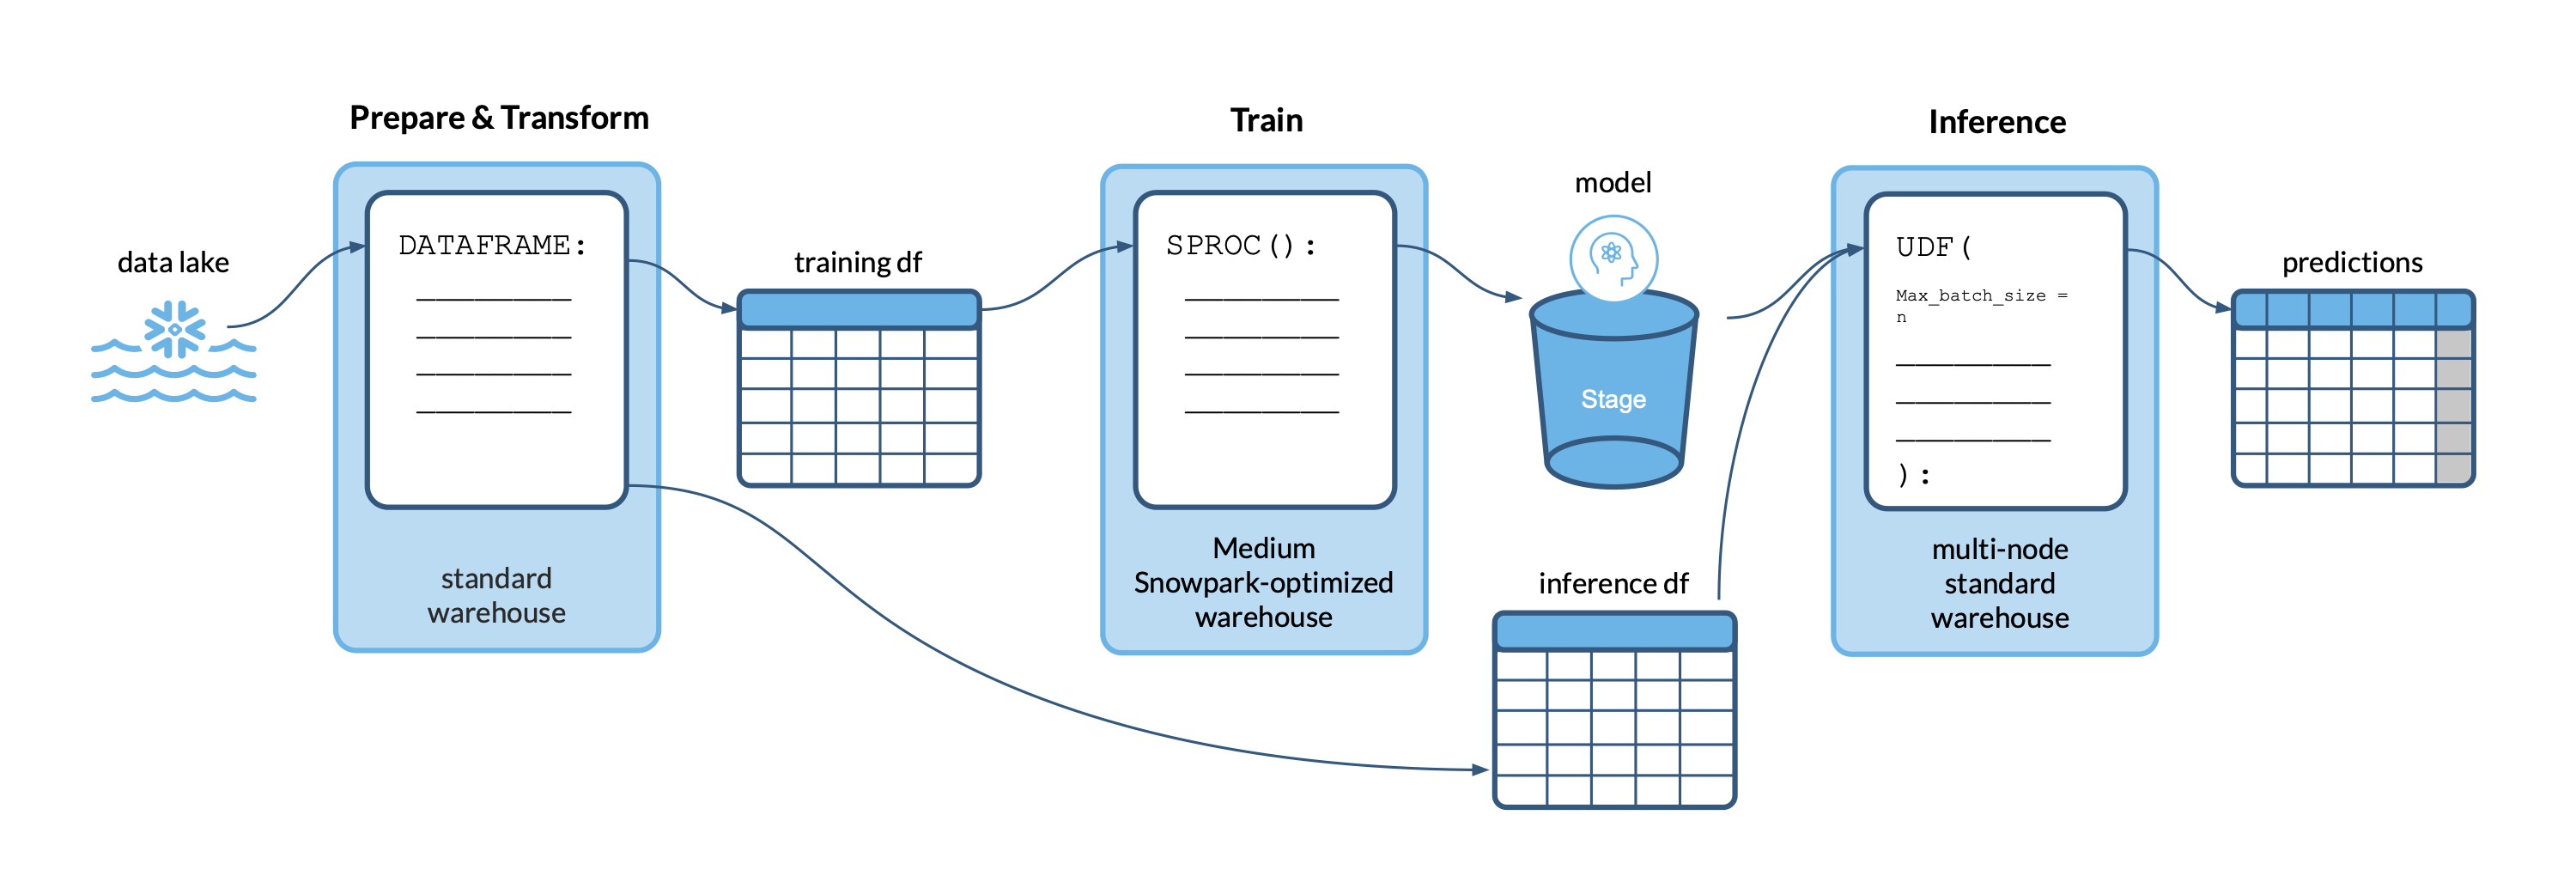 Prepare & Transform
Train
Inference
data lake
DATAFRAME:
standard
warehouse
training df
SPROC():
Medium
Snowpark-optimized
warehouse
model
Stage
inference df
UDF(
Max_batch_size =
n
):
multi-node
standard
warehouse
predictions